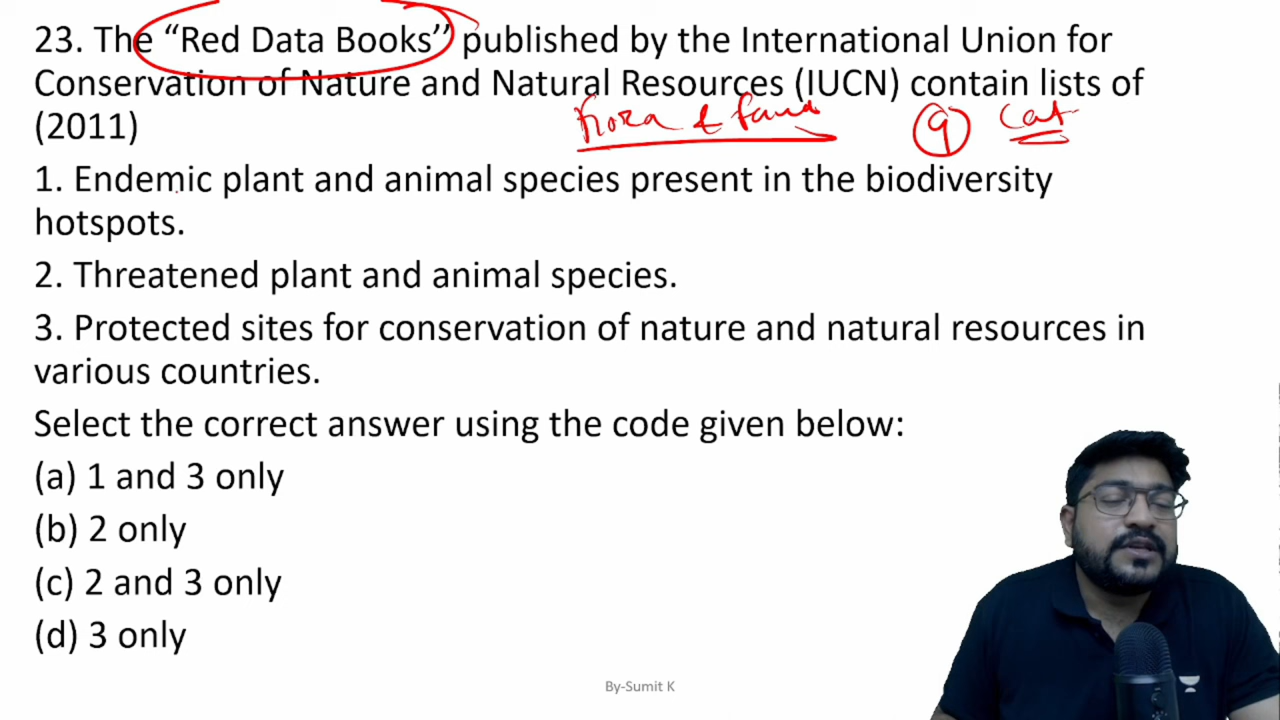 23. The “Red Data Books’’ published by the International Union for
Conservation of Nature and Natural Resources (IUCN) contain lists of
(2011)
flora & fauna 9 cat
1. Endemic plant and animal species present in the biodiversity
hotspots.
2. Threatened plant and animal species.
3. Protected sites for conservation of nature and natural resources in
various countries.
Select the correct answer using the code given below:
(a) 1 and 3 only
(b) 2 only
(c) 2 and 3 only
(d) 3 only
By-Sumit K